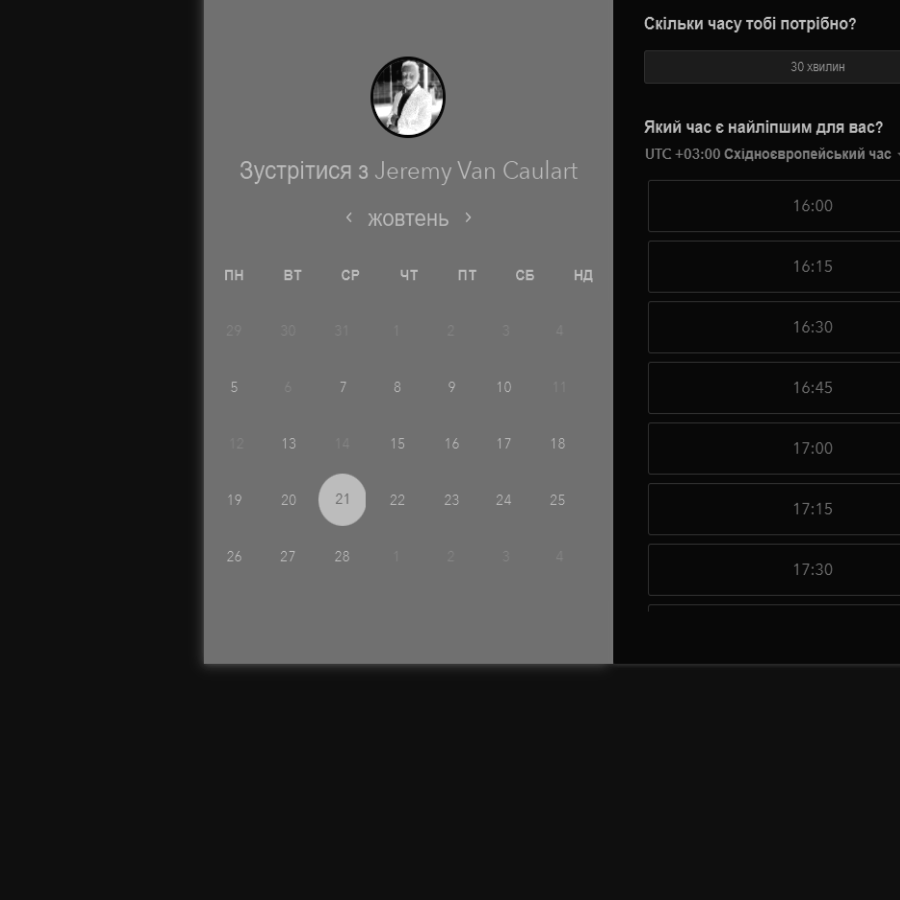 Зустрітися з Jeremy Van Caulart
‹ жовтень ›
ПН ВТ СР ЧТ ПТ СБ НД
29 30 31 1 2 3 4
5 6 7 8 9 10 11
12 13 14 15 16 17 18
19 20 21 22 23 24 25
26 27 28 1 2 3 4
Скільки часу тобі потрібно?
30 хвилин
Який час є найліпшим для вас?
UTC +03:00 Східноєвропейський час
16:00
16:15
16:30
16:45
17:00
17:15
17:30